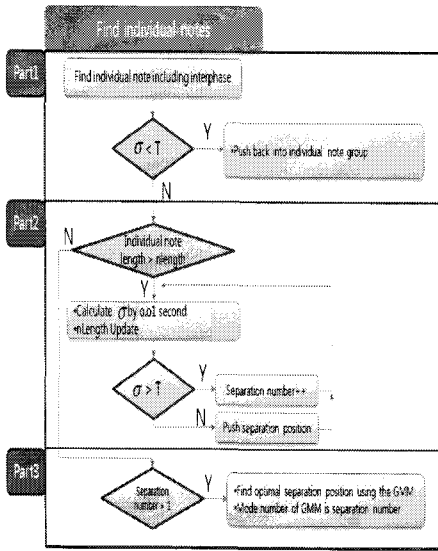 Find individual notes
Part1
Find individual note including interphase
σ < T
Y
•Push back into individual note group
N
Part2
N
Individual note
length > nlength
Y
•Calculate σ by 0.01 second
•nLength Update
σ > T
Y
Separation number++
N
Push separation position
Part3
Separation
number > 1
Y
•Find optimal separation position using the GMM
•Mode number of GMM is separation number